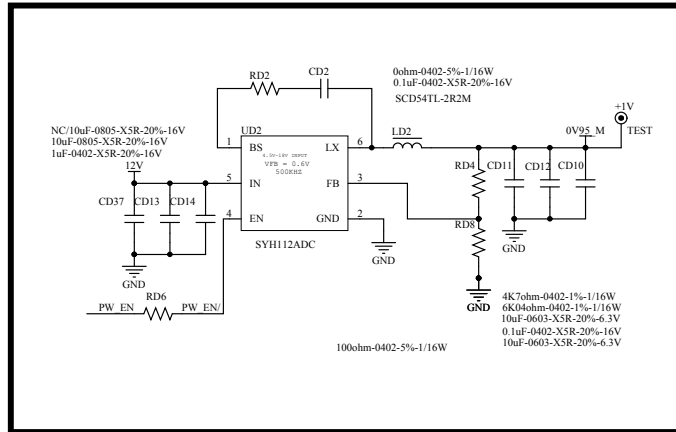 RD2
CD2
0ohm-0402-5%-1/16W
0.1uF-0402-X5R-20%-16V
SCD54TL-2R2M
+1V
TEST
0V95_M
NC/10uF-0805-X5R-20%-16V
10uF-0805-X5R-20%-16V
1uF-0402-X5R-20%-16V
12V
UD2
1
BS
LX
6
LD2
4.5V-18V INPUT
VFB = 0.6V
500KHZ
5
IN
FB
3
4
EN
GND
2
SYH112ADC
CD37
CD13
CD14
GND
GND
RD4
RD8
CD11
CD12
CD10
GND
GND
PW_EN
RD6
PW_EN/
4K7ohm-0402-1%-1/16W
6K04ohm-0402-1%-1/16W
10uF-0603-X5R-20%-6.3V
0.1uF-0402-X5R-20%-16V
10uF-0603-X5R-20%-6.3V
100ohm-0402-5%-1/16W